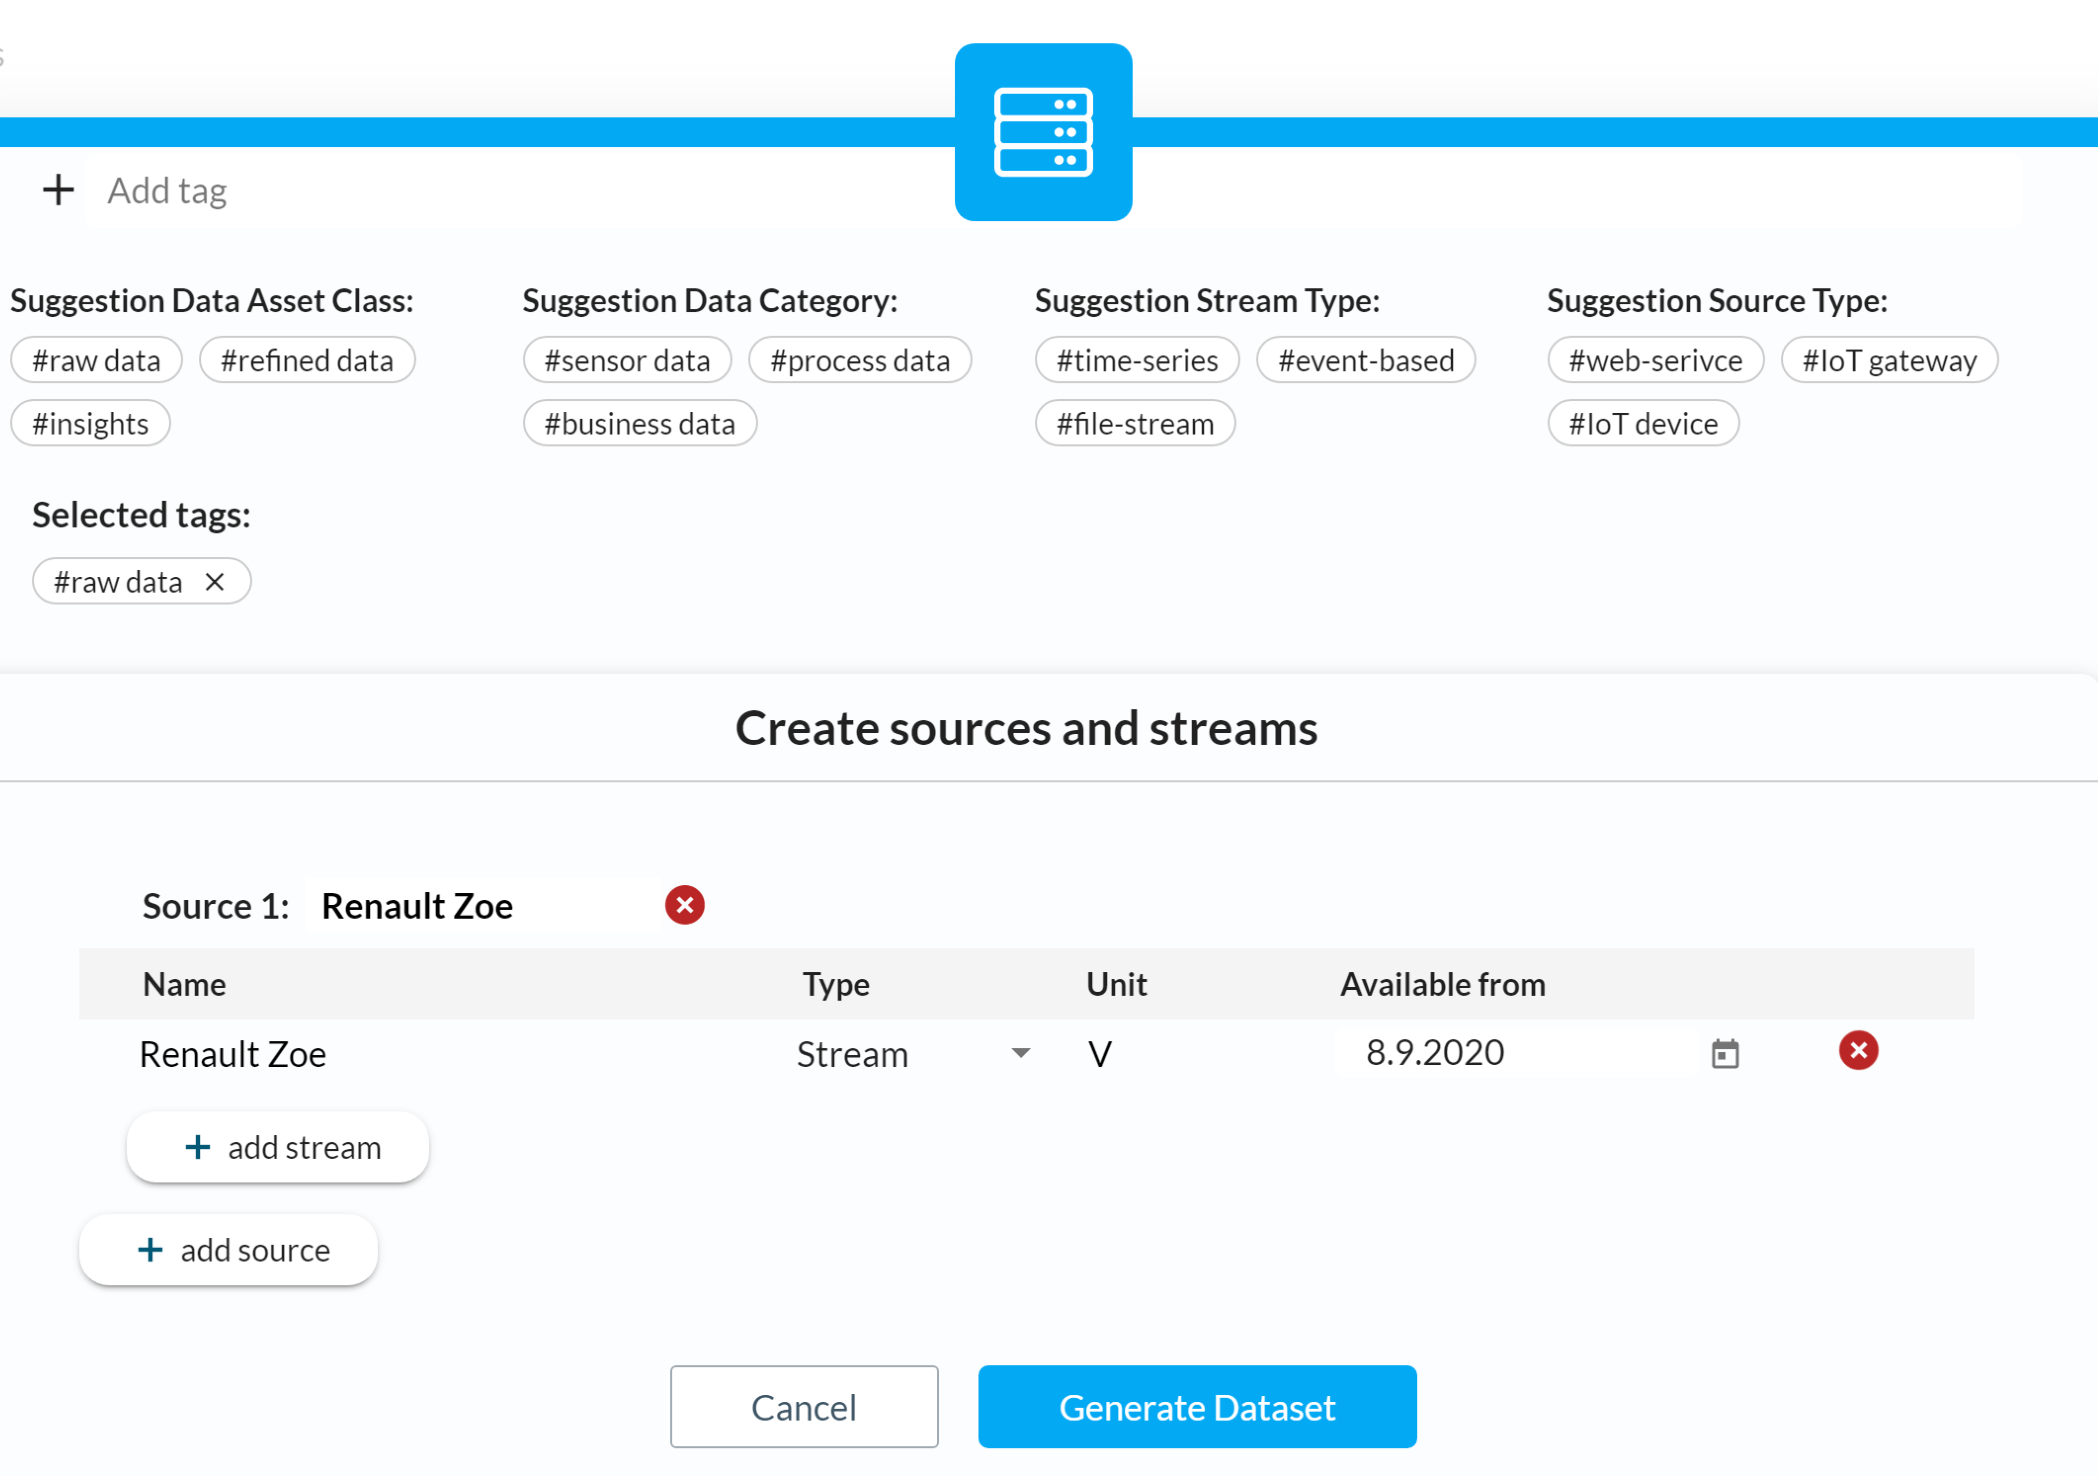 Add tag
Suggestion Data Asset Class:
#raw data #refined data
#insights
Suggestion Data Category:
#sensor data #process data
#business data
Suggestion Stream Type:
#time-series #event-based
#file-stream
Suggestion Source Type:
#web-serivce #IoT gateway
#IoT device
Selected tags:
#raw data
Create sources and streams
Source 1: Renault Zoe
Name Type Unit Available from
Renault Zoe Stream V 8.9.2020
+ add stream
+ add source
Cancel Generate Dataset